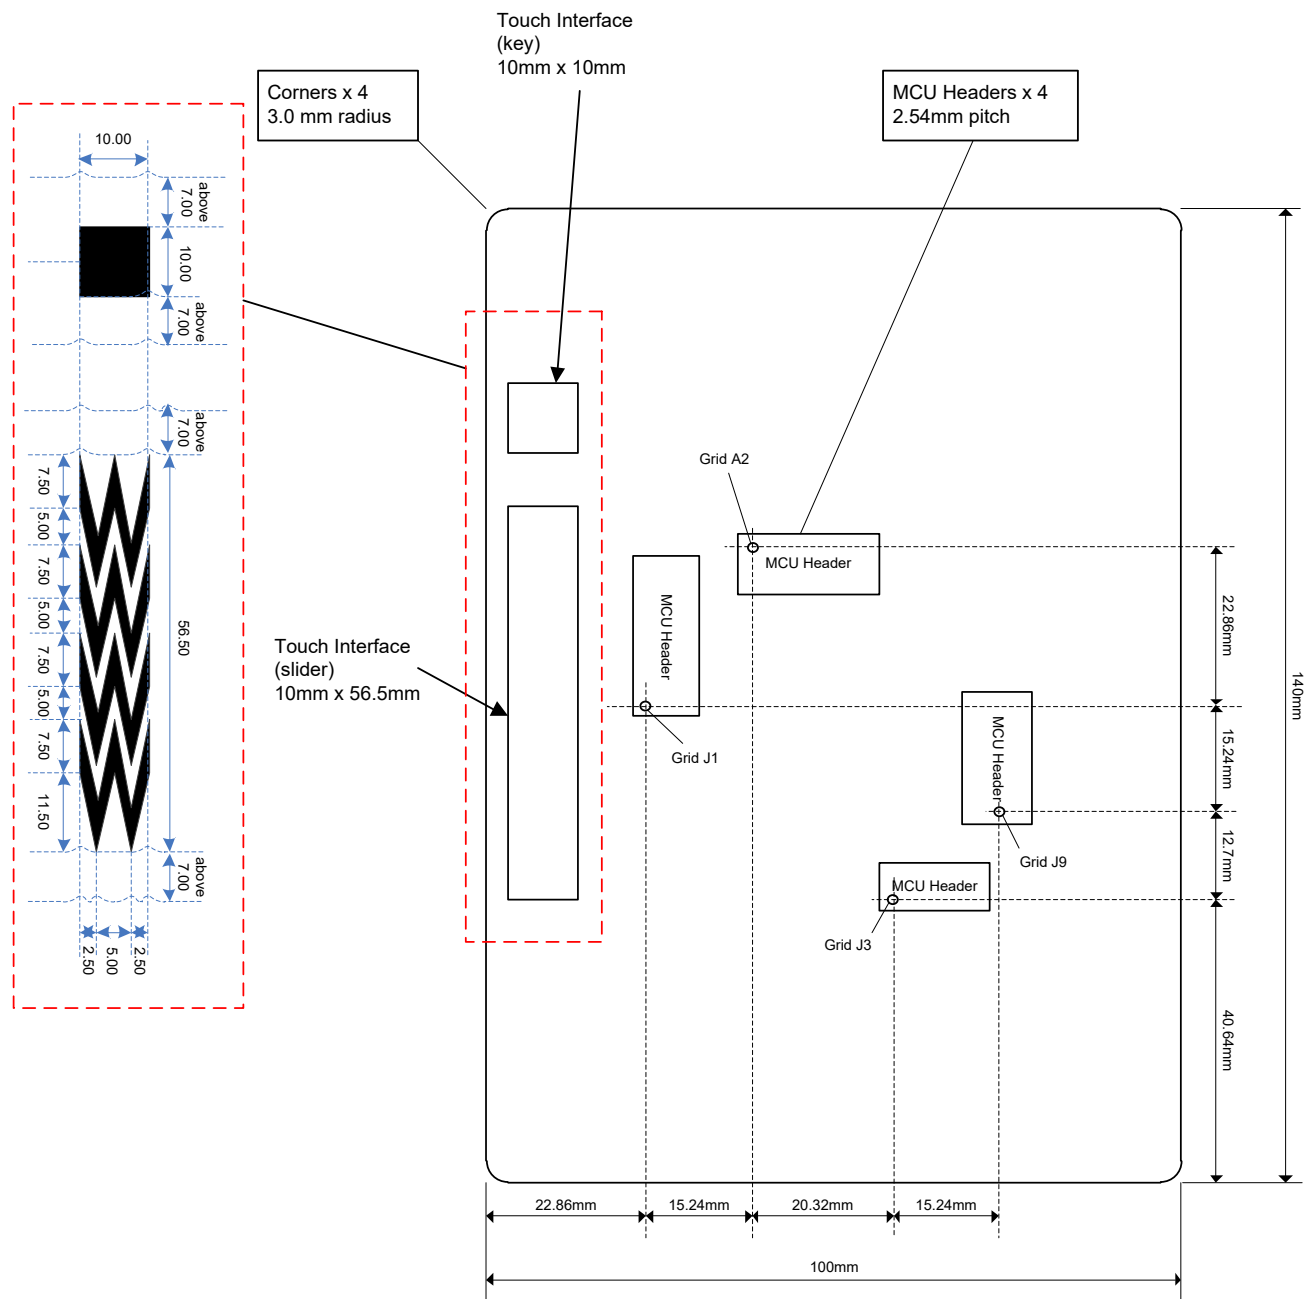 Touch Interface
(key)
10mm x 10mm
Corners x 4
3.0 mm radius
MCU Headers x 4
2.54mm pitch
10.00
above
7.00
10.00
above
7.00
above
7.00
7.50
5.00
7.50
5.00
7.50
5.00
7.50
11.50
56.50
above
7.00
2.50
5.00
2.50
Touch Interface
(slider)
10mm x 56.5mm
Grid A2
MCU Header
MCU Header
Grid J1
MCU Header
Grid J9
MCU Header
Grid J3
22.86mm
15.24mm
12.7mm
40.64mm
140mm
22.86mm
15.24mm
20.32mm
15.24mm
100mm